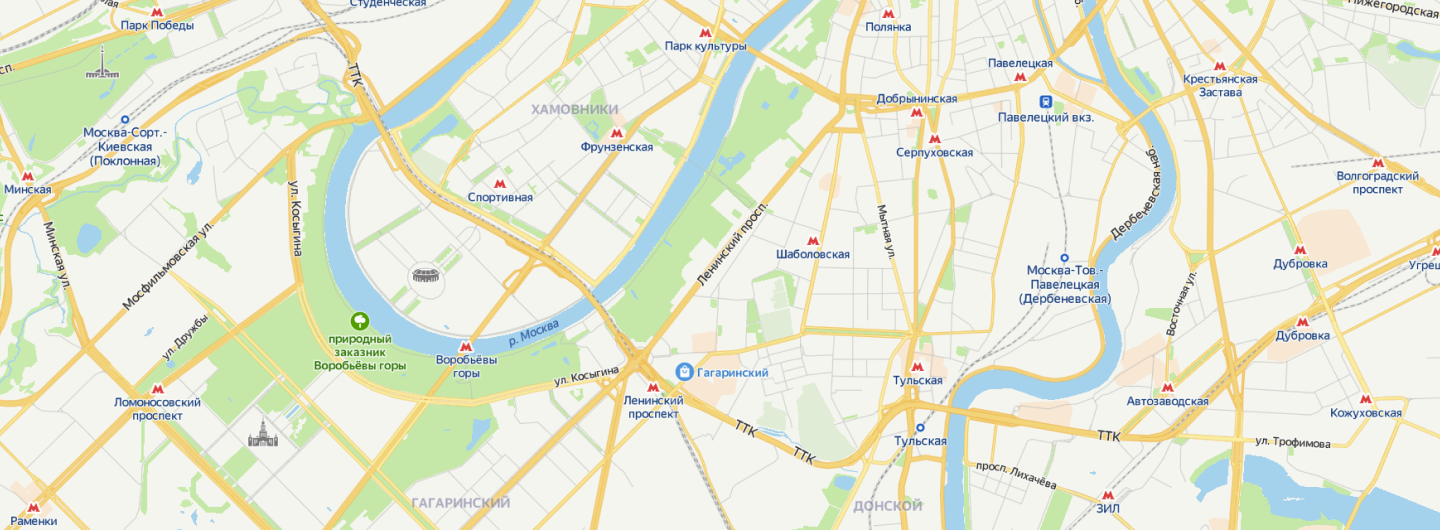 Студенческая
Нижегородская
Парк Победы
Полянка
Парк культуры
Павелецкая
Крестьянская
Застава
ТТК
Добрынинская
ХАМОВНИКИ
Павелецкий вкз.
Москва-Сорт.-
Киевская
(Поклонная)
Фрунзенская
Серпуховская
Волгоградский
проспект
Минская
Спортивная
ул. Косыгина
Дербеневская наб.
Минская ул.
Мосфильмовская ул.
Ленинский просп.
Мытная ул.
Шаболовская
Москва-Тов.-
Павелецкая
(Дербеневская)
Дубровка
Угреш
Восточная ул.
ул. Дружбы
р. Москва
природный
заказник
Воробьёвы горы
Дубровка
Воробьёвы
горы
ул. Косыгина
Гагаринский
Тульская
Ломоносовский
проспект
Ленинский
проспект
Автозаводская
Кожуховская
ТТК
ТТК
Тульская
ТТК
ул. Трофимова
просп. Лихачёва
ГАГАРИНСКИЙ
ДОНСКОЙ
ЗИЛ
Раменки